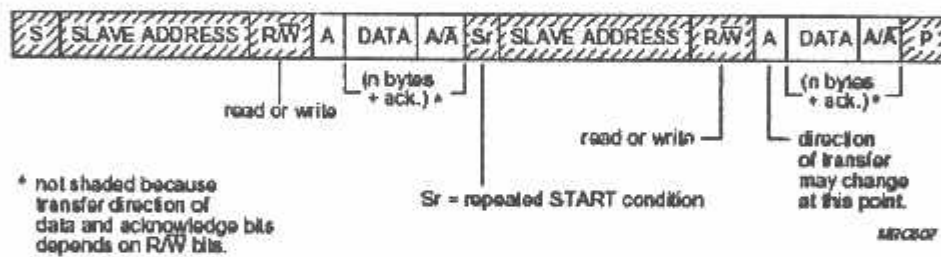 S SLAVE ADDRESS R/W̅ A DATA A/A̅ Sr SLAVE ADDRESS R/W̅ A DATA A/A̅ P
(n bytes + ack.) *
(n bytes + ack.) *
read or write
read or write
direction
of transfer
may change
at this point.
* not shaded because
transfer direction of
data and acknowledge bits
depends on R/W̅ bits.
Sr = repeated START condition